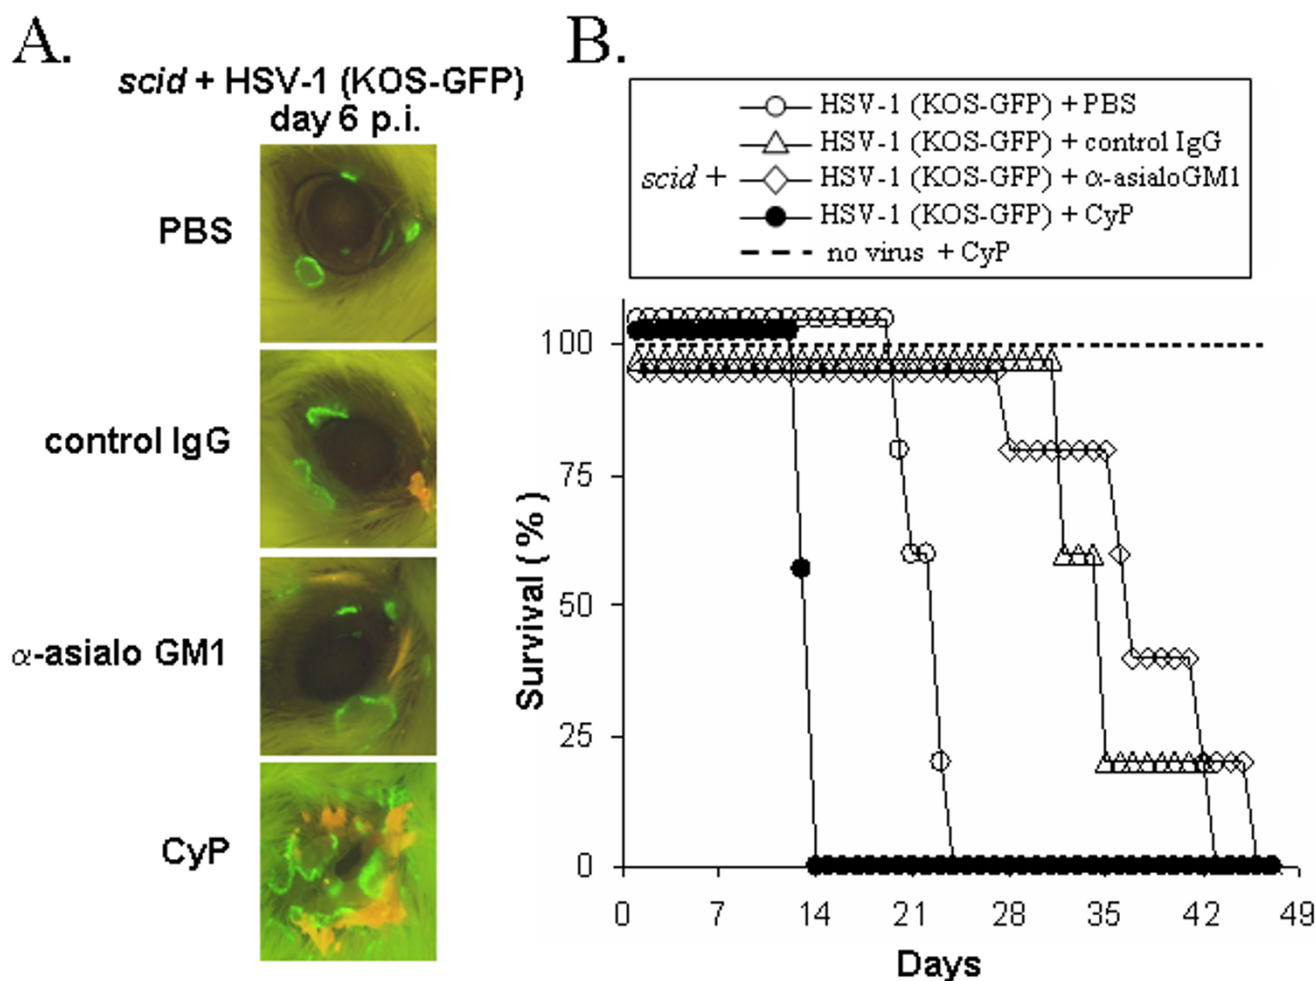 A.
scid + HSV-1 (KOS-GFP)
day 6 p.i.
PBS
control IgG
α-asialo GM1
CyP
B.
scid +
HSV-1 (KOS-GFP) + PBS
HSV-1 (KOS-GFP) + control IgG
HSV-1 (KOS-GFP) + α-asialoGM1
HSV-1 (KOS-GFP) + CyP
no virus + CyP
Survival (%)
100
75
50
25
0
0 7 14 21 28 35 42 49
Days